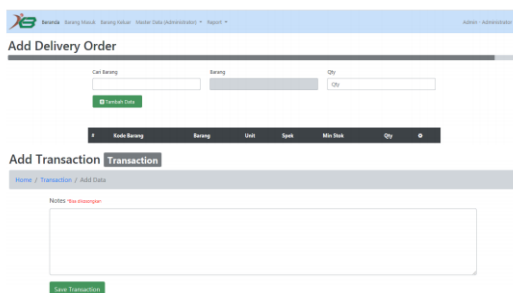 Beranda Barang Masuk Barang Keluar Master Data (Administrator) Report Admin - Administrator
Add Delivery Order
Cari Barang Barang Qty
Qty
Tambah Data
# Kode Barang Barang Unit Spek Min Stok Qty
Add Transaction Transaction
Home / Transaction / Add Data
Notes *Bisa dikosongkan
Save Transaction